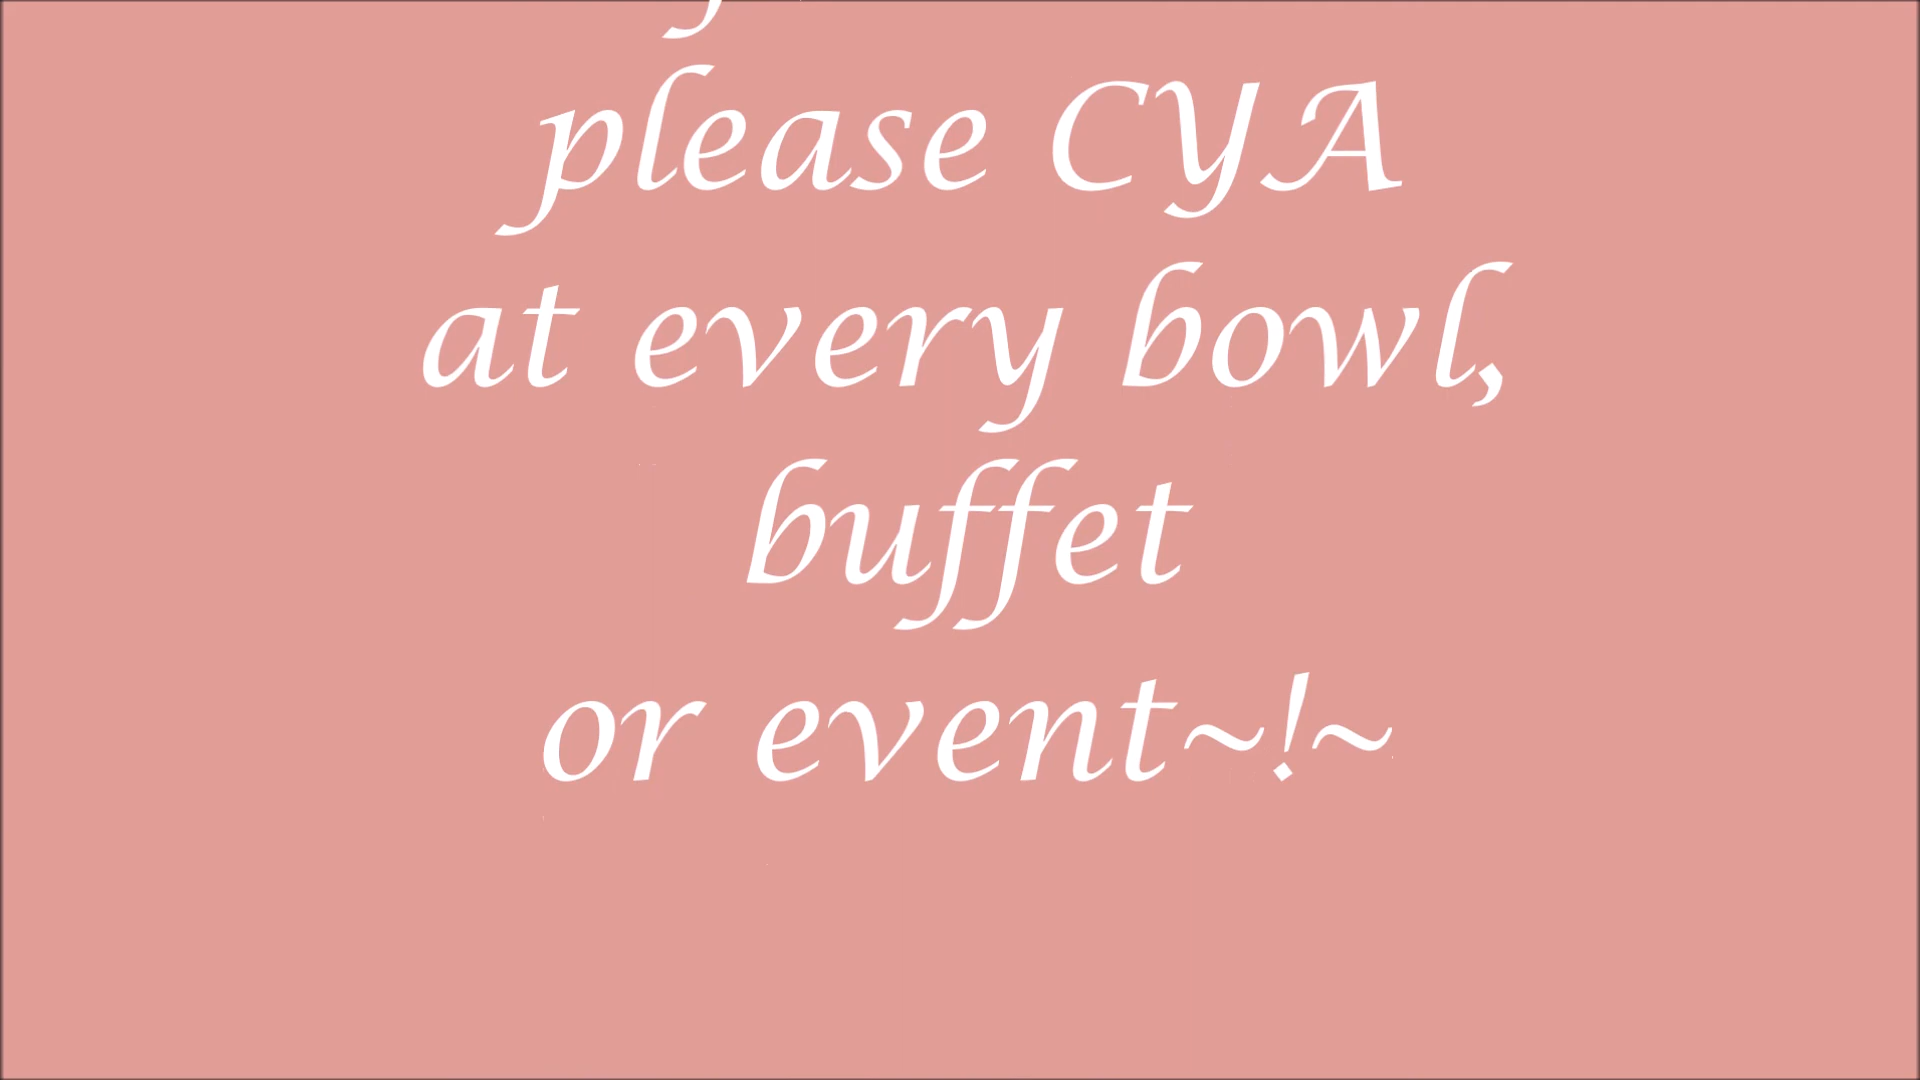 please CYA
at every bowl,
buffet
or event~!~